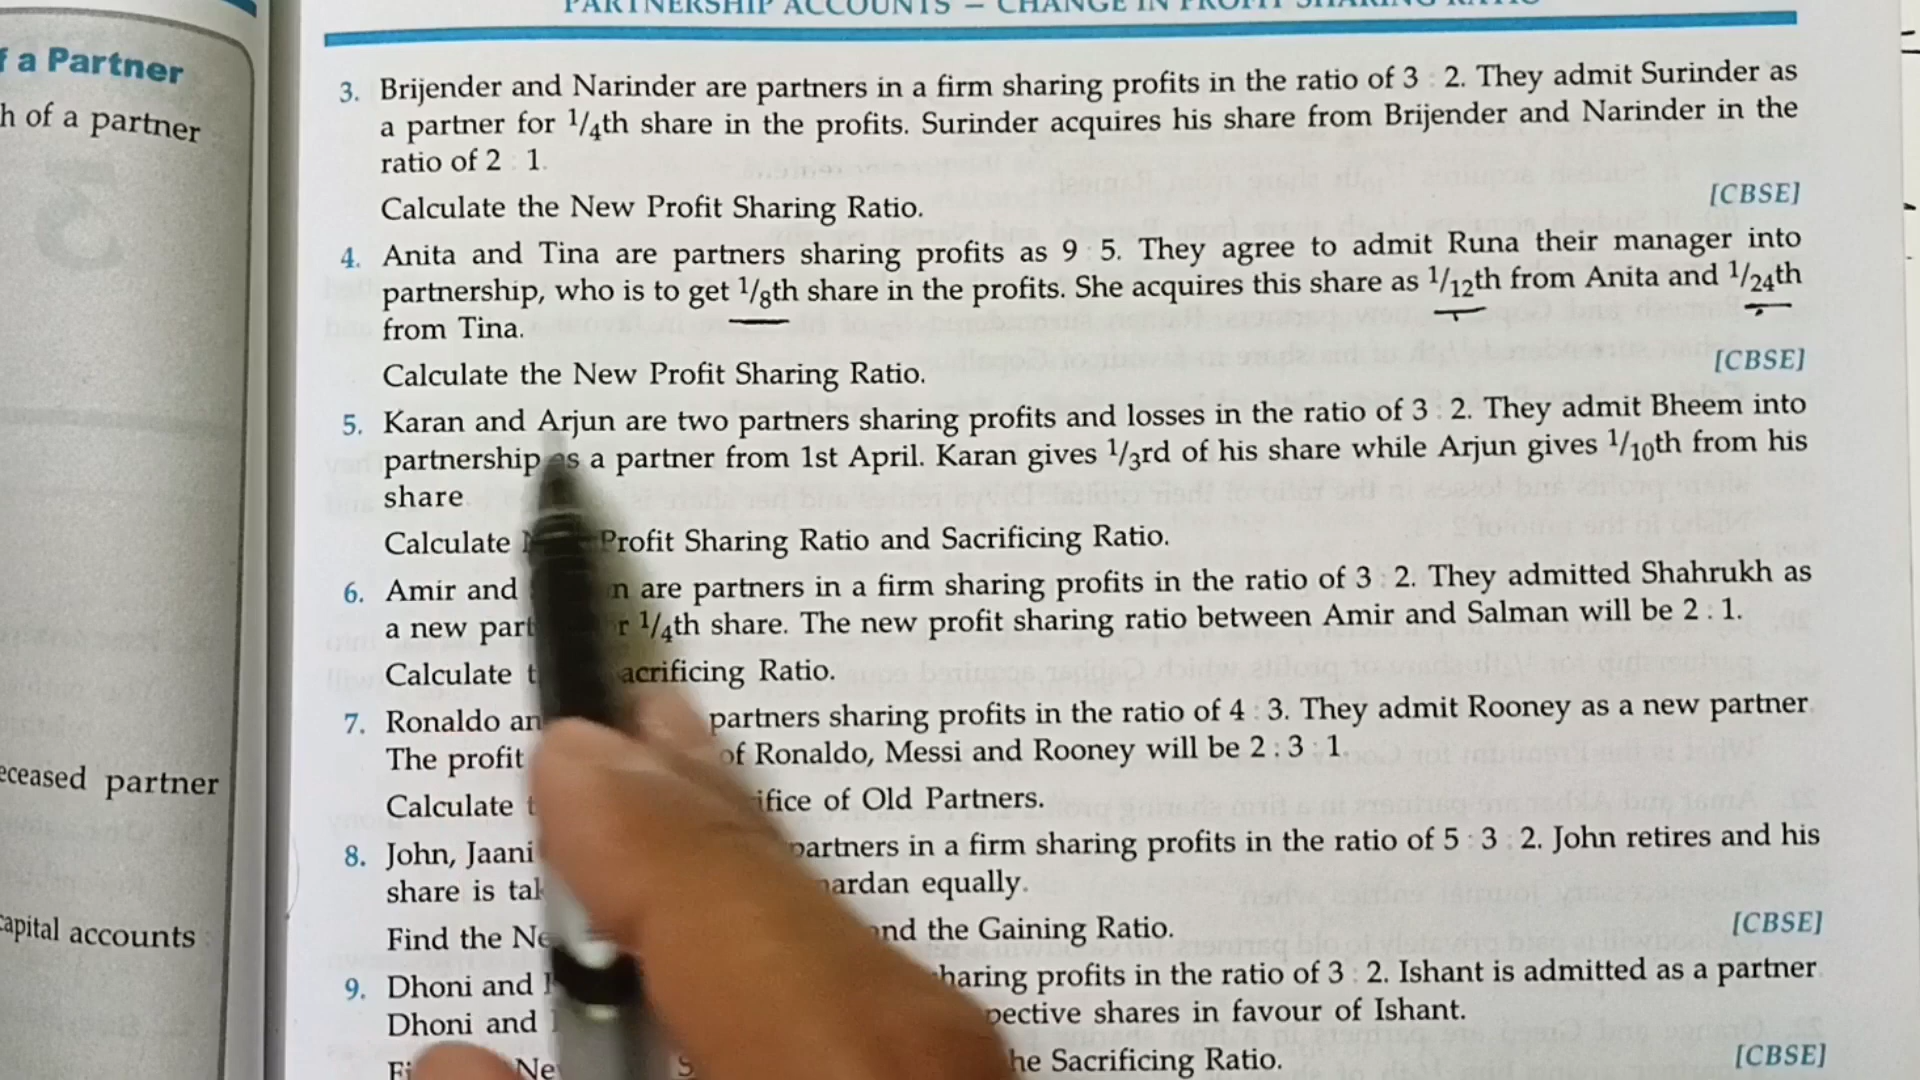 PARTNERSHIP ACCOUNTS – CHANGE IN PROFIT SHARING RATIO
f a Partner
h of a partner
eceased partner
capital accounts
3. Brijender and Narinder are partners in a firm sharing profits in the ratio of 3 : 2. They admit Surinder as
a partner for 1/4th share in the profits. Surinder acquires his share from Brijender and Narinder in the
ratio of 2 : 1.
Calculate the New Profit Sharing Ratio. [CBSE]
4. Anita and Tina are partners sharing profits as 9 : 5. They agree to admit Runa their manager into
partnership, who is to get 1/8th share in the profits. She acquires this share as 1/12th from Anita and 1/24th
from Tina.
Calculate the New Profit Sharing Ratio. [CBSE]
5. Karan and Arjun are two partners sharing profits and losses in the ratio of 3 : 2. They admit Bheem into
partnership as a partner from 1st April. Karan gives 1/3rd of his share while Arjun gives 1/10th from his
share
Calculate Profit Sharing Ratio and Sacrificing Ratio.
6. Amir and n are partners in a firm sharing profits in the ratio of 3 : 2. They admitted Shahrukh as
a new part r 1/4th share. The new profit sharing ratio between Amir and Salman will be 2 : 1.
Calculate t acrificing Ratio.
7. Ronaldo an partners sharing profits in the ratio of 4 : 3. They admit Rooney as a new partner.
The profit of Ronaldo, Messi and Rooney will be 2 : 3 : 1.
Calculate t ifice of Old Partners.
8. John, Jaani partners in a firm sharing profits in the ratio of 5 : 3 : 2. John retires and his
share is tak nardan equally.
Find the Ne and the Gaining Ratio. [CBSE]
9. Dhoni and haring profits in the ratio of 3 : 2. Ishant is admitted as a partner.
Dhoni and pective shares in favour of Ishant.
Fi Ne S he Sacrificing Ratio. [CBSE]